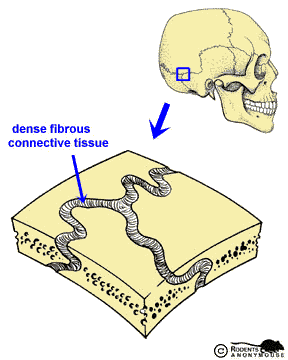 dense fibrous
connective tissue
© RODENTS
ANONYMOUSE